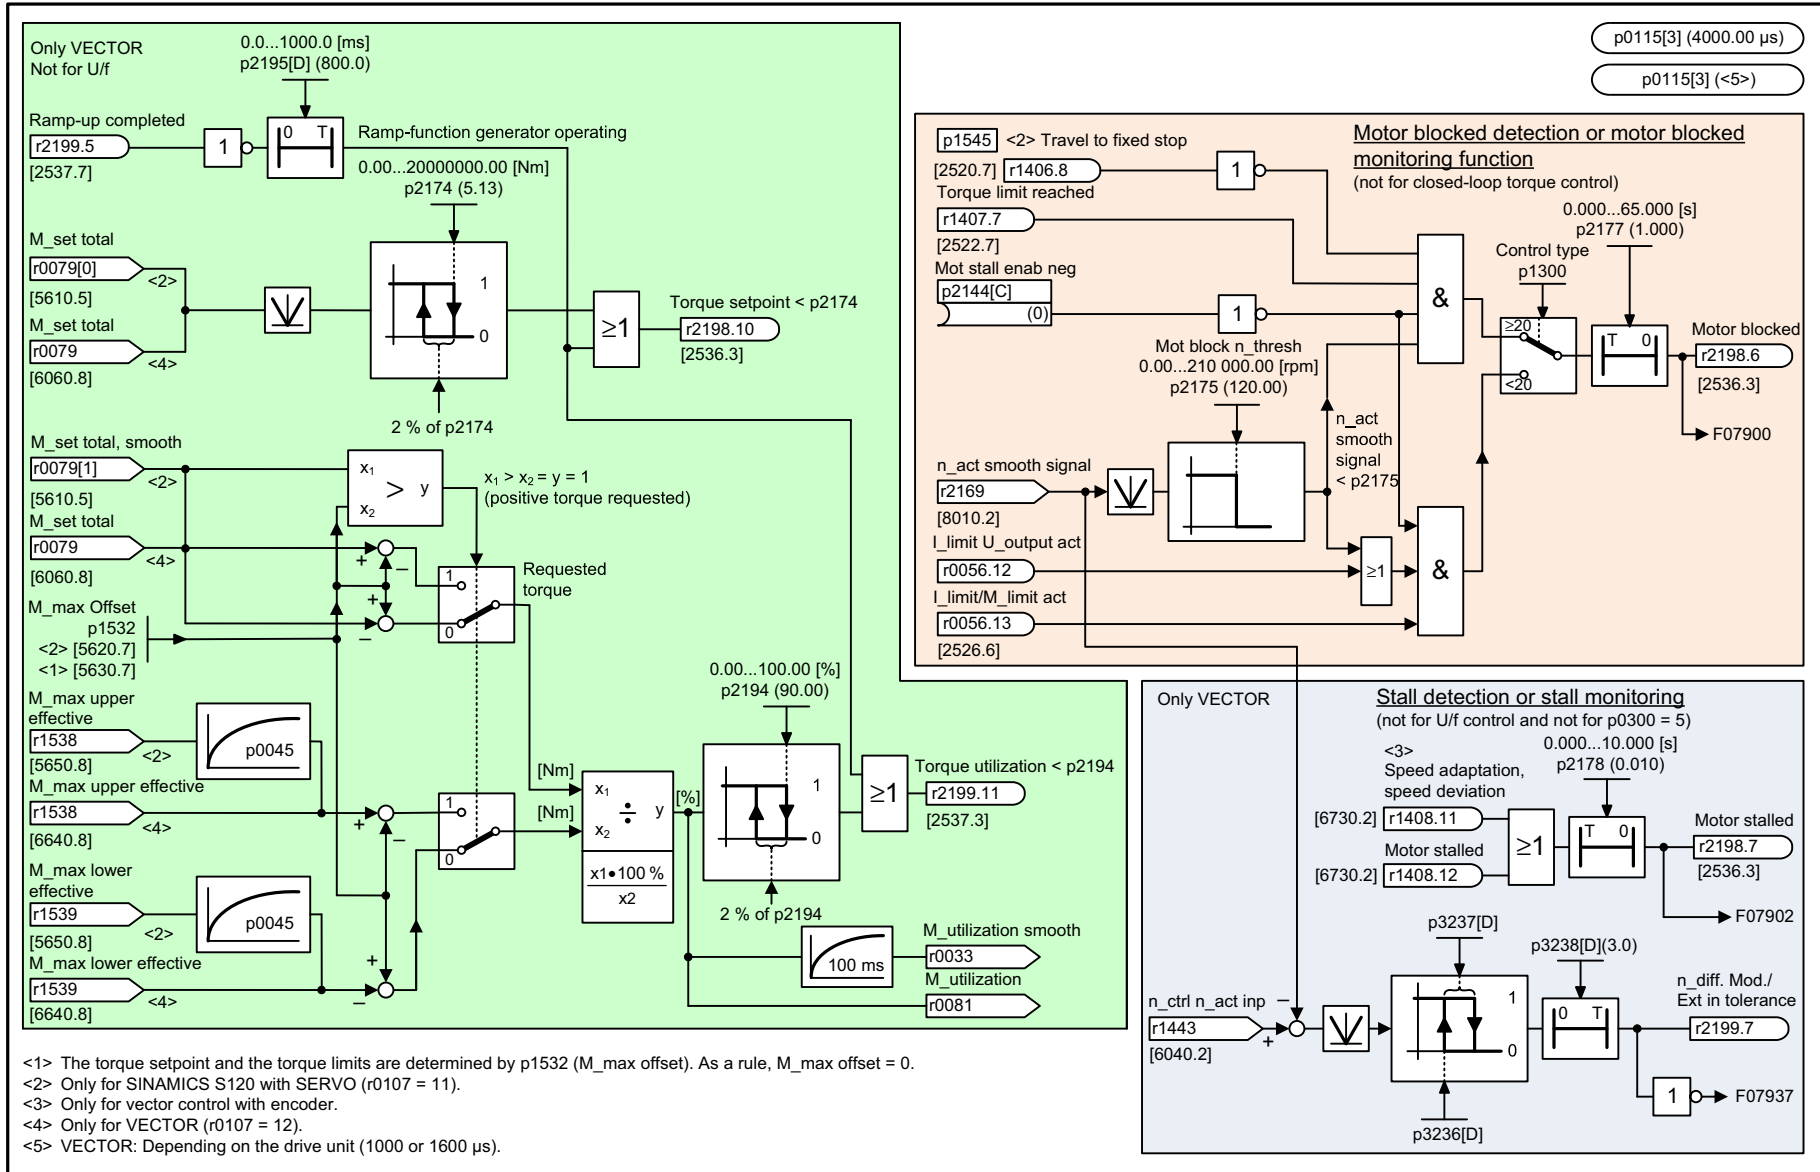 Only VECTOR
Not for U/f
0.0...1000.0 [ms]
p2195[D] (800.0)
Ramp-up completed
r2199.5
[2537.7]
1
0 T
Ramp-function generator operating
0.00...20000000.00 [Nm]
p2174 (5.13)
M_set total
r0079[0]
<2>
[5610.5]
M_set total
r0079
<4>
[6060.8]
1
0
2 % of p2174
≥1
Torque setpoint < p2174
r2198.10
[2536.3]
M_set total, smooth
r0079[1]
<2>
[5610.5]
M_set total
r0079
<4>
[6060.8]
x1
> y
x2
x1 > x2 = y = 1
(positive torque requested)
+
–
+
–
1
0
Requested
torque
M_max Offset
p1532
<2> [5620.7]
<1> [5630.7]
M_max upper
effective
r1538
<2>
[5650.8]
p0045
M_max upper effective
r1538
<4>
[6640.8]
+
–
1
0
M_max lower
effective
r1539
<2>
[5650.8]
p0045
M_max lower effective
r1539
<4>
[6640.8]
+
–
[Nm]
[Nm]
x1
÷ y
x2
x1•100 %
x2
[%]
0.00...100.00 [%]
p2194 (90.00)
1
0
2 % of p2194
≥1
Torque utilization < p2194
r2199.11
[2537.3]
100 ms
M_utilization smooth
r0033
M_utilization
r0081
p0115[3] (4000.00 µs)
p0115[3] (<5>)
Motor blocked detection or motor blocked
monitoring function
(not for closed-loop torque control)
p1545
<2> Travel to fixed stop
[2520.7]
r1406.8
1
Torque limit reached
r1407.7
[2522.7]
Mot stall enab neg
p2144[C]
(0)
1
Mot block n_thresh
0.00...210 000.00 [rpm]
p2175 (120.00)
n_act smooth signal
r2169
[8010.2]
n_act
smooth
signal
< p2175
I_limit U_output act
r0056.12
I_limit/M_limit act
r0056.13
[2526.6]
≥1
&
&
Control type
p1300
≥20
<20
0.000...65.000 [s]
p2177 (1.000)
T 0
Motor blocked
r2198.6
[2536.3]
F07900
Only VECTOR
Stall detection or stall monitoring
(not for U/f control and not for p0300 = 5)
<3>
Speed adaptation,
speed deviation
[6730.2]
r1408.11
Motor stalled
[6730.2]
r1408.12
≥1
0.000...10.000 [s]
p2178 (0.010)
T 0
Motor stalled
r2198.7
[2536.3]
F07902
n_ctrl n_act inp
r1443
[6040.2]
–
+
p3237[D]
1
0
p3236[D]
p3238[D](3.0)
0 T
n_diff. Mod./
Ext in tolerance
r2199.7
1
F07937
<1> The torque setpoint and the torque limits are determined by p1532 (M_max offset). As a rule, M_max offset = 0.
<2> Only for SINAMICS S120 with SERVO (r0107 = 11).
<3> Only for vector control with encoder.
<4> Only for VECTOR (r0107 = 12).
<5> VECTOR: Depending on the drive unit (1000 or 1600 µs).